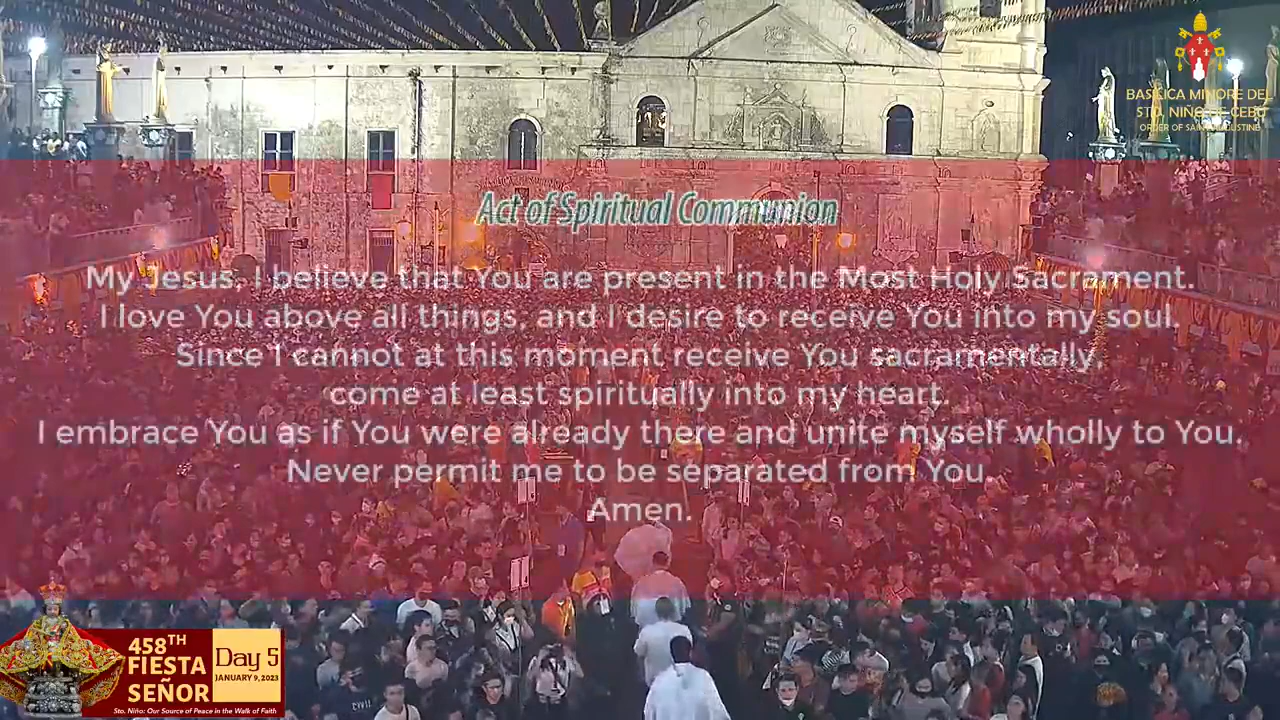 BASILICA MINORE DEL
STO. NIÑO DE CEBU
ORDER OF SAINT AUGUSTINE
Act of Spiritual Communion
My Jesus, I believe that You are present in the Most Holy Sacrament.
I love You above all things, and I desire to receive You into my soul.
Since I cannot at this moment receive You sacramentally,
come at least spiritually into my heart.
I embrace You as if You were already there and unite myself wholly to You.
Never permit me to be separated from You.
Amen.
458TH
FIESTA
SEÑOR
Day 5
JANUARY 9, 2023
Sto. Niño: Our Source of Peace in the Walk of Faith